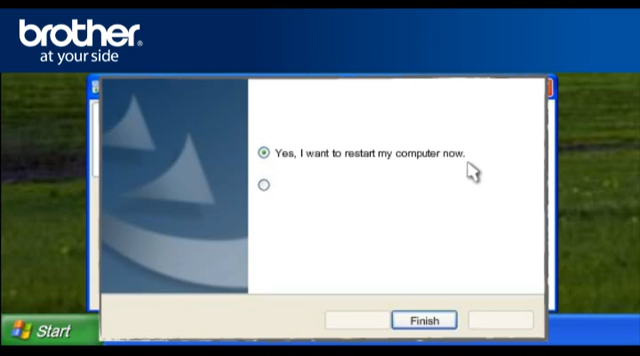 brother
at your side
Yes, I want to restart my computer now.
Finish
Start